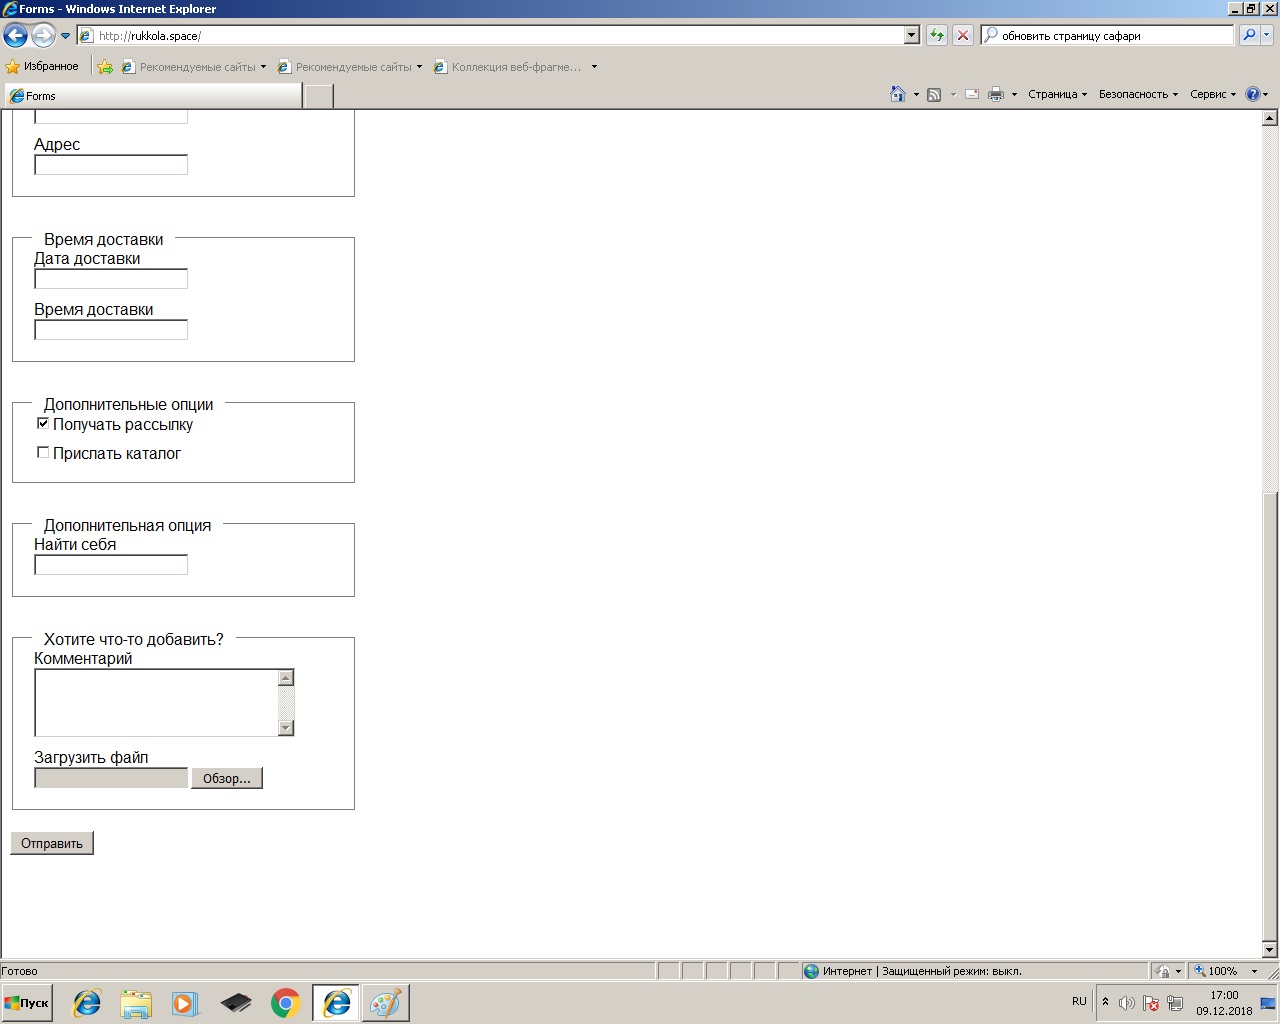 Forms - Windows Internet Explorer
http://rukkola.space/
обновить страницу сафари
Избранное
Рекомендуемые сайты
Рекомендуемые сайты
Коллекция веб-фрагме...
Forms
Страница
Безопасность
Сервис
Адрес
Время доставки
Дата доставки
Время доставки
Дополнительные опции
Получать рассылку
Прислать каталог
Дополнительная опция
Найти себя
Хотите что-то добавить?
Комментарий
Загрузить файл
Обзор...
Отправить
Готово
Интернет | Защищенный режим: выкл.
100%
Пуск
RU
17:00
09.12.2018